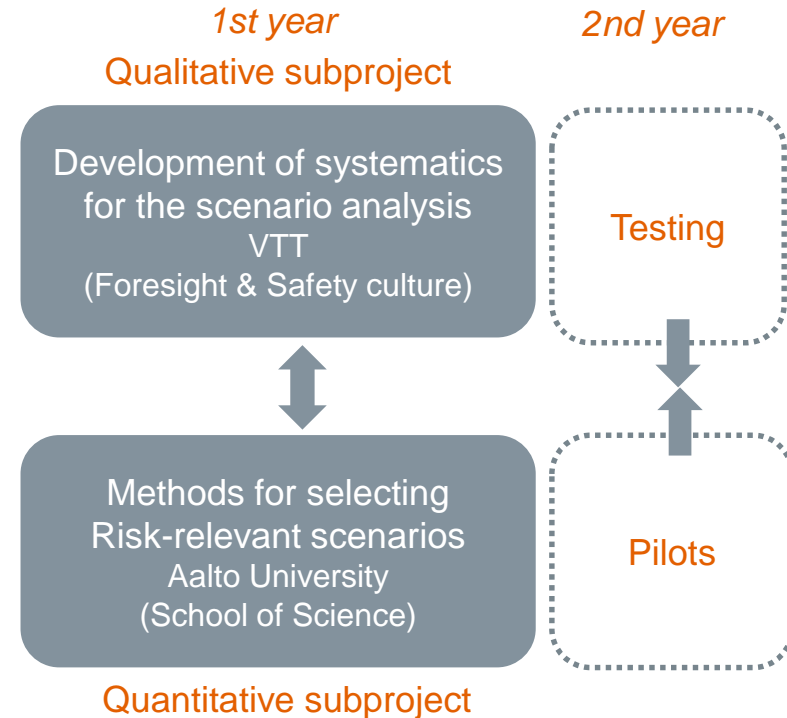 1st year
2nd year
Qualitative subproject
Development of systematics
for the scenario analysis
VTT
(Foresight & Safety culture)
Testing
Methods for selecting
Risk-relevant scenarios
Aalto University
(School of Science)
Pilots
Quantitative subproject